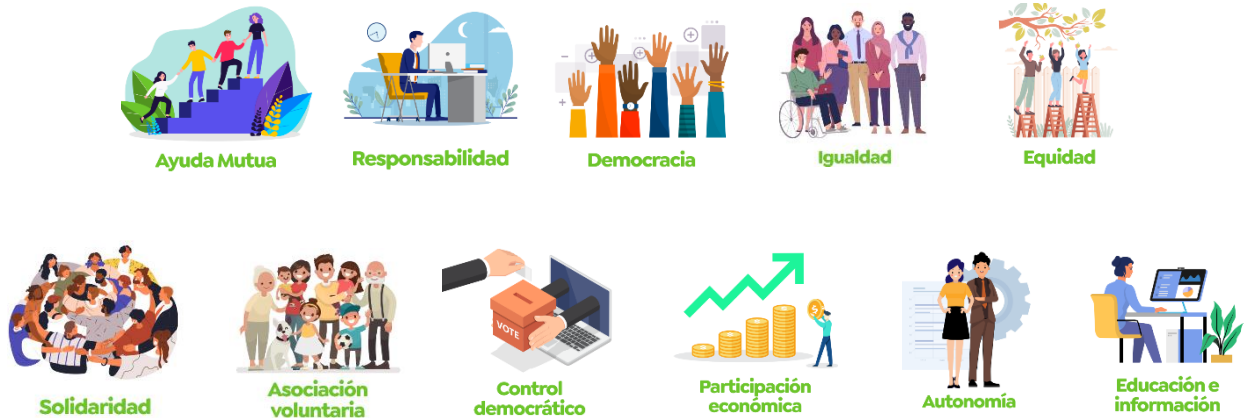 Ayuda Mutua
Responsabilidad
Democracia
Igualdad
Equidad
VOTE
Solidaridad
Asociación
voluntaria
Control
democrático
Participación
económica
Autonomía
Educación e
información